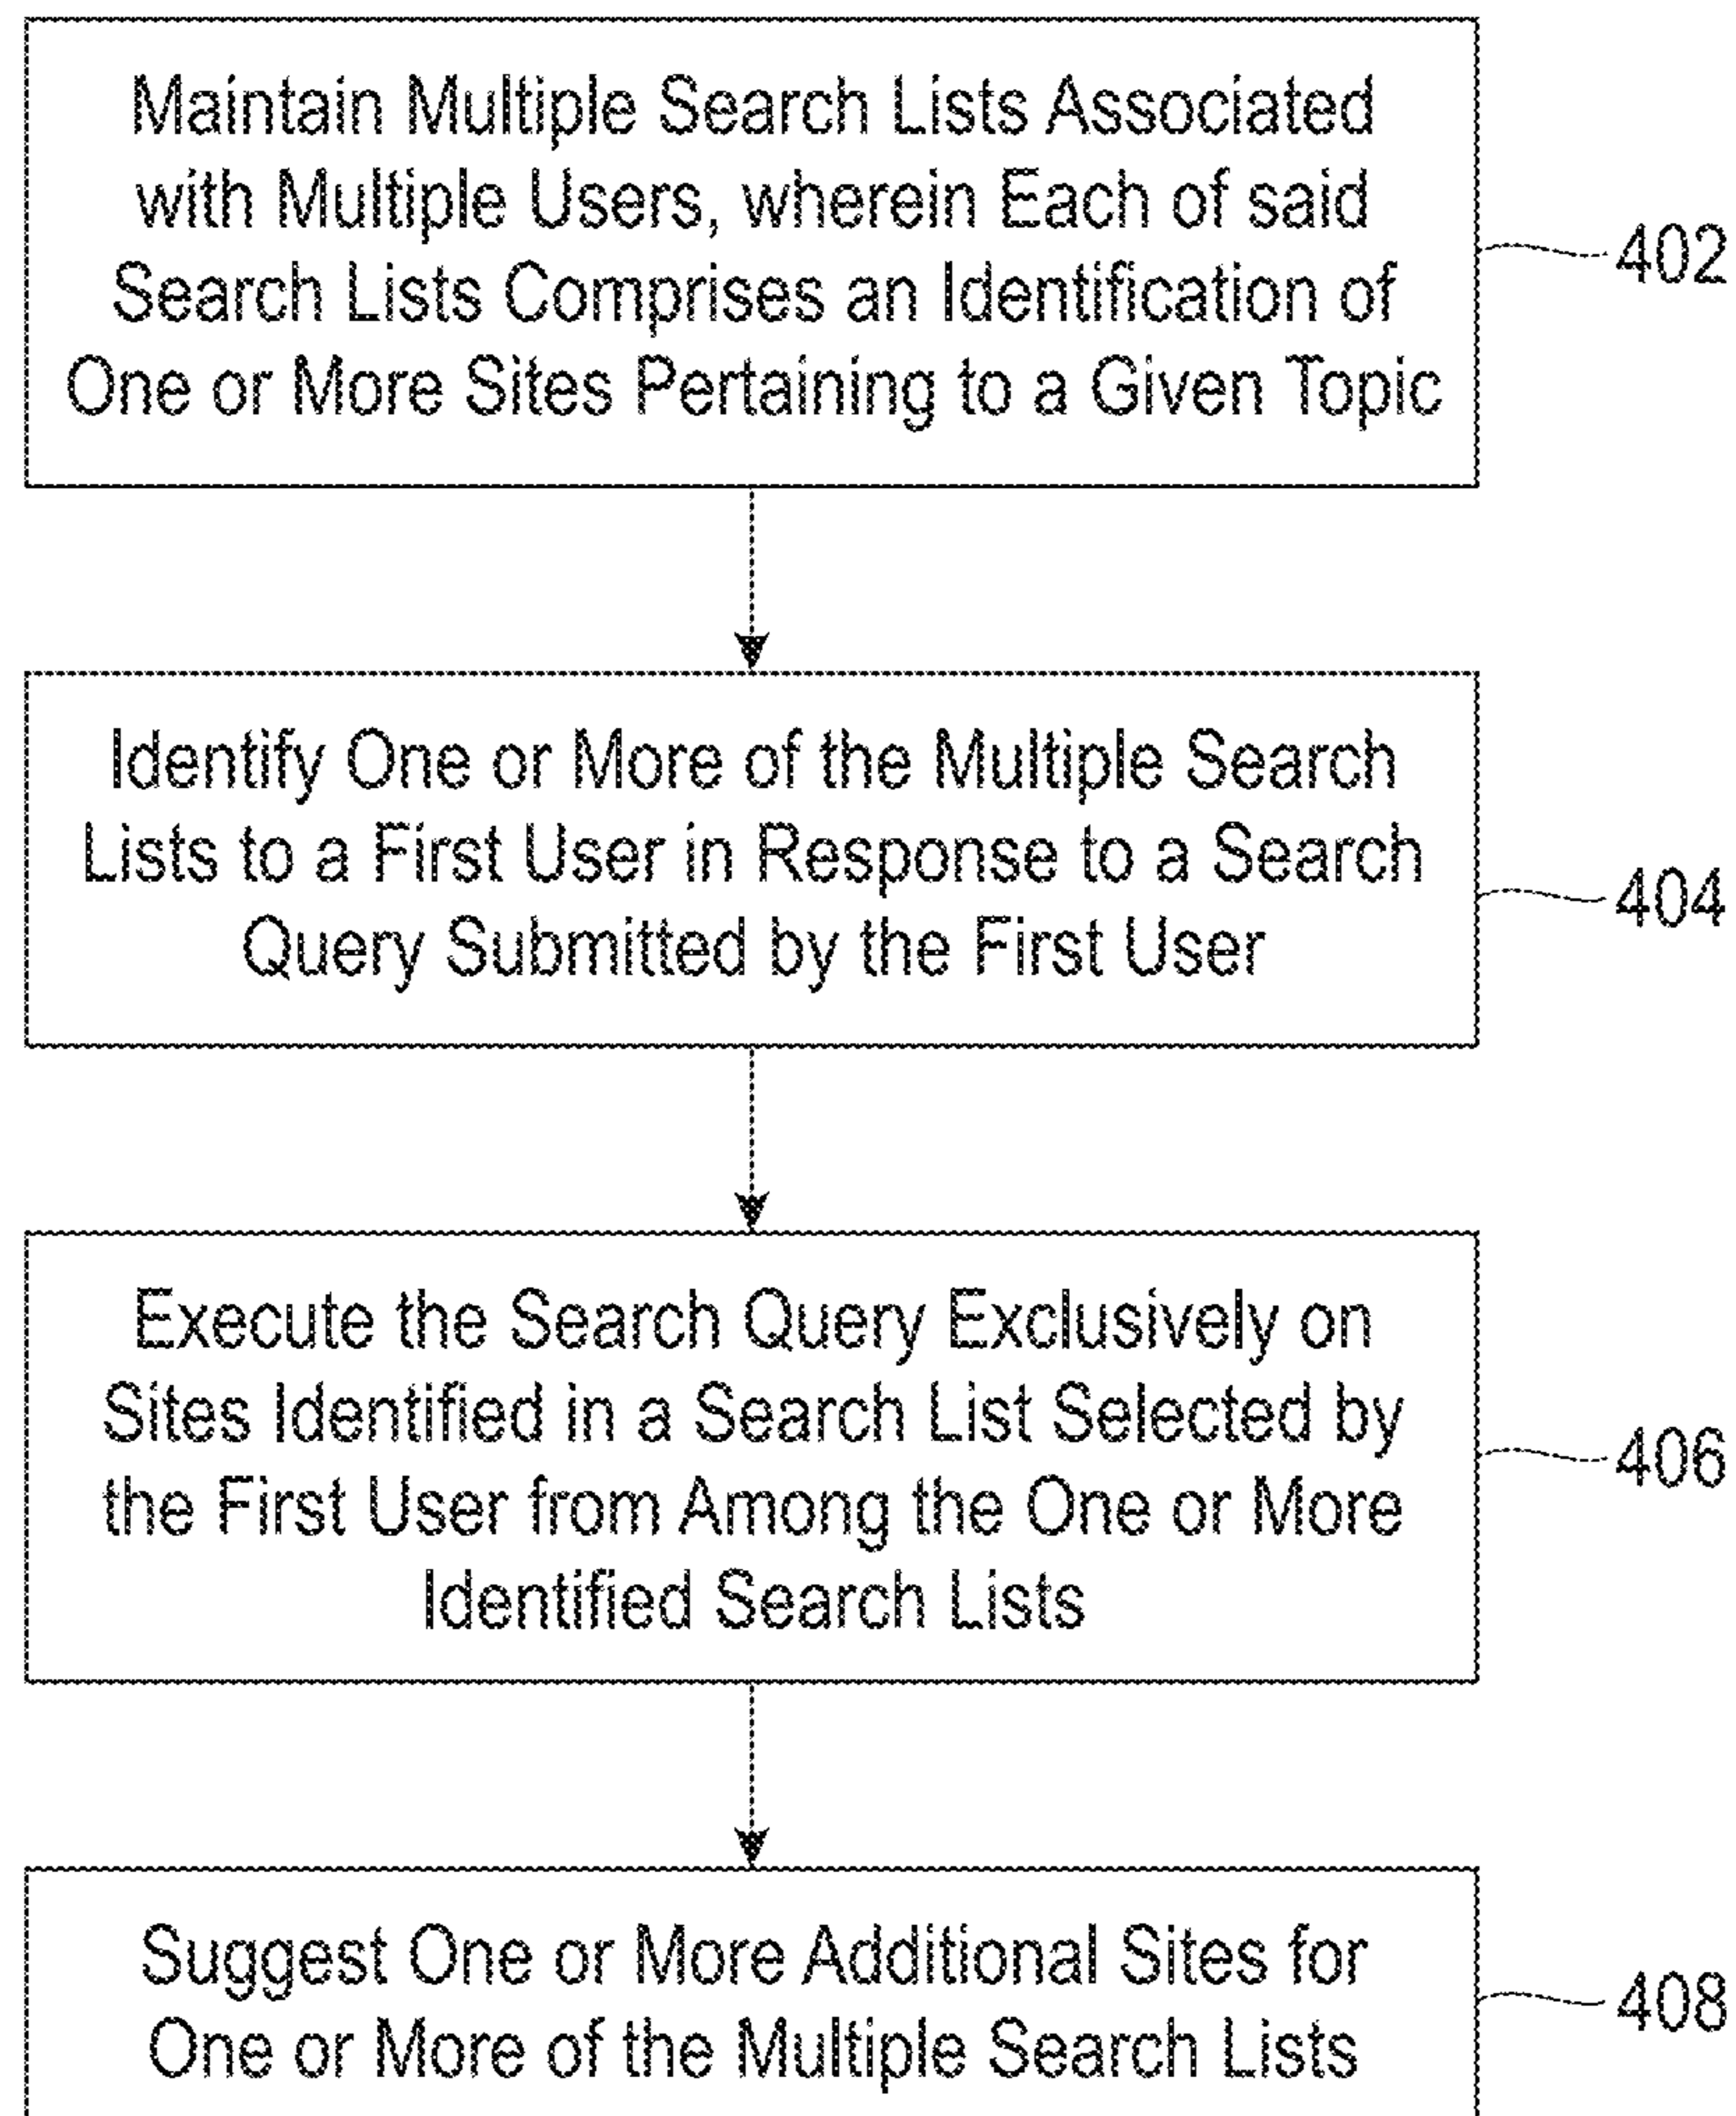 Maintain Multiple Search Lists Associated
with Multiple Users, wherein Each of said
Search Lists Comprises an Identification of
One or More Sites Pertaining to a Given Topic
402
Identify One or More of the Multiple Search
Lists to a First User in Response to a Search
Query Submitted by the First User
404
Execute the Search Query Exclusively on
Sites Identified in a Search List Selected by
the First User from Among the One or More
Identified Search Lists
406
Suggest One or More Additional Sites for
One or More of the Multiple Search Lists
408